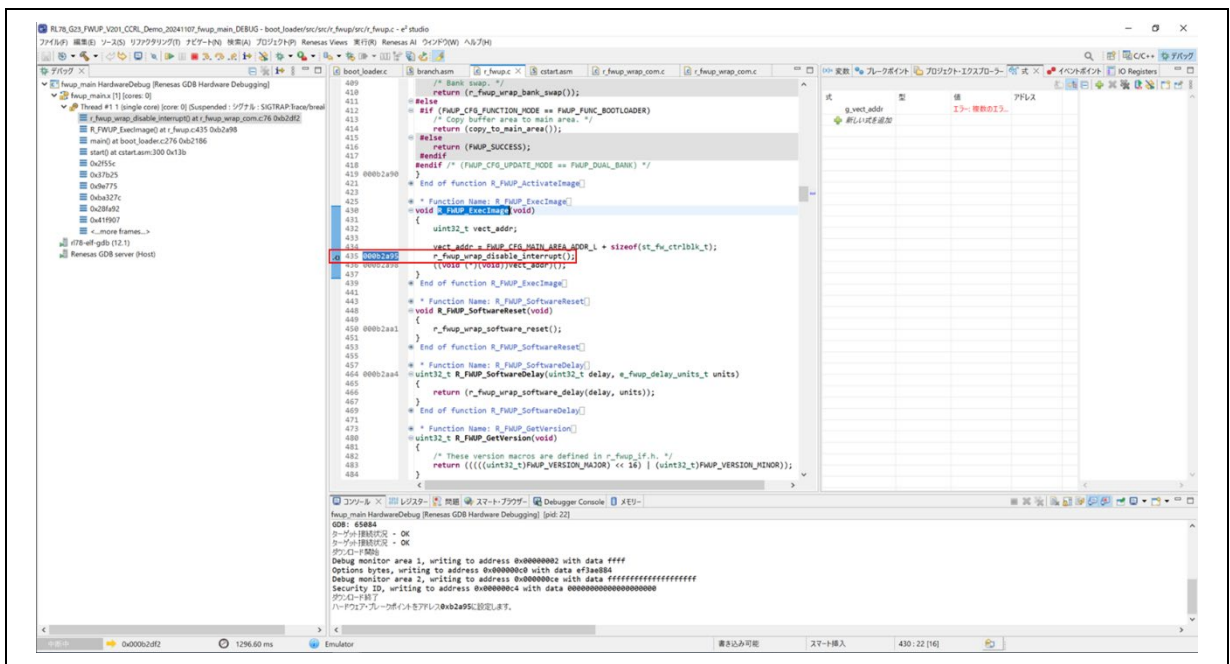 RL78_G23_FWUP_V201_CCRL_Demo_20241107_fwup_main_DEBUG - boot_loader/src/src/r_fwup/src/r_fwup.c - e² studio
ファイル(F) 編集(E) ソース(S) リファクタリング(T) ナビゲート(N) 検索(A) プロジェクト(P) Renesas Views 実行(R) Renesas AI ウィンドウ(W) ヘルプ(H)
C/C++ デバッグ
デバッグ
fwup_main HardwareDebug [Renesas GDB Hardware Debugging]
fwup_main.x [1] [cores: 0]
Thread #1 1 (single core) [core: 0] (Suspended : シグナル : SIGTRAP:Trace/breal
r_fwup_wrap_disable_interrupt() at r_fwup_wrap_com.c:76 0xb2df2
R_FWUP_ExecImage() at r_fwup.c:435 0xb2a98
main() at boot_loader.c:276 0xb2186
start() at cstart.asm:300 0x13b
0x2f55c
0x37b25
0x9e775
0xba327c
0x28fa92
0x41f907
<...more frames...>
rl78-elf-gdb (12.1)
Renesas GDB server (Host)
boot_loader.c branch.asm r_fwup.c cstart.asm r_fwup_wrap_com.c r_fwup_wrap_com.c
409 /* Bank swap. */
410 return (r_fwup_wrap_bank_swap());
411 #else
412 #if (FWUP_CFG_FUNCTION_MODE == FWUP_FUNC_BOOTLOADER)
413 /* Copy buffer area to main area. */
414 return (copy_to_main_area());
415 #else
416 return (FWUP_SUCCESS);
417 #endif
418 #endif /* (FWUP_CFG_UPDATE_MODE == FWUP_DUAL_BANK) */
419 000b2a90 }
421 End of function R_FWUP_ActivateImage
423
425 * Function Name: R_FWUP_ExecImage
430 void R_FWUP_ExecImage(void)
431 {
432 uint32_t vect_addr;
433
434 vect_addr = FWUP_CFG_MAIN_AREA_ADDR_L + sizeof(st_fw_ctrlblk_t);
435 000b2a95 r_fwup_wrap_disable_interrupt();
436 000b2a98 ((void (*)(void))vect_addr)();
437 }
439 End of function R_FWUP_ExecImage
441
443 * Function Name: R_FWUP_SoftwareReset
448 void R_FWUP_SoftwareReset(void)
449 {
450 000b2aa1 r_fwup_wrap_software_reset();
451 }
453 End of function R_FWUP_SoftwareReset
455
457 * Function Name: R_FWUP_SoftwareDelay
464 000b2aa4 uint32_t R_FWUP_SoftwareDelay(uint32_t delay, e_fwup_delay_units_t units)
465 {
466 return (r_fwup_wrap_software_delay(delay, units));
467 }
469 End of function R_FWUP_SoftwareDelay
471
473 * Function Name: R_FWUP_GetVersion
480 uint32_t R_FWUP_GetVersion(void)
481 {
482 /* These version macros are defined in r_fwup_if.h. */
483 return (((((uint32_t)FWUP_VERSION_MAJOR) << 16) | (uint32_t)FWUP_VERSION_MINOR));
484 }
変数 ブレークポイント プロジェクト・エクスプローラー 式 イベントポイント IO Registers
式 型 値 アドレス
g_vect_addr エラー: 複数のエラ...
新しい式を追加
コンソール レジスター 問題 スマート・ブラウザー Debugger Console メモリー
fwup_main HardwareDebug [Renesas GDB Hardware Debugging] [pid: 22]
GDB: 65084
ターゲット接続状況 - OK
ターゲット接続状況 - OK
ダウンロード開始
Debug monitor area 1, writing to address 0x00000002 with data ffff
Options bytes, writing to address 0x000000c0 with data ef3ae884
Debug monitor area 2, writing to address 0x000000ce with data ffffffffffffffffffff
Security ID, writing to address 0x000000c4 with data 00000000000000000000
ダウンロード終了
ハードウェア・ブレークポイントをアドレス0xb2a95に設定します。
0x000b2df2 1296.60 ms Emulator 書き込み可能 スマート挿入 430 : 22 [16]